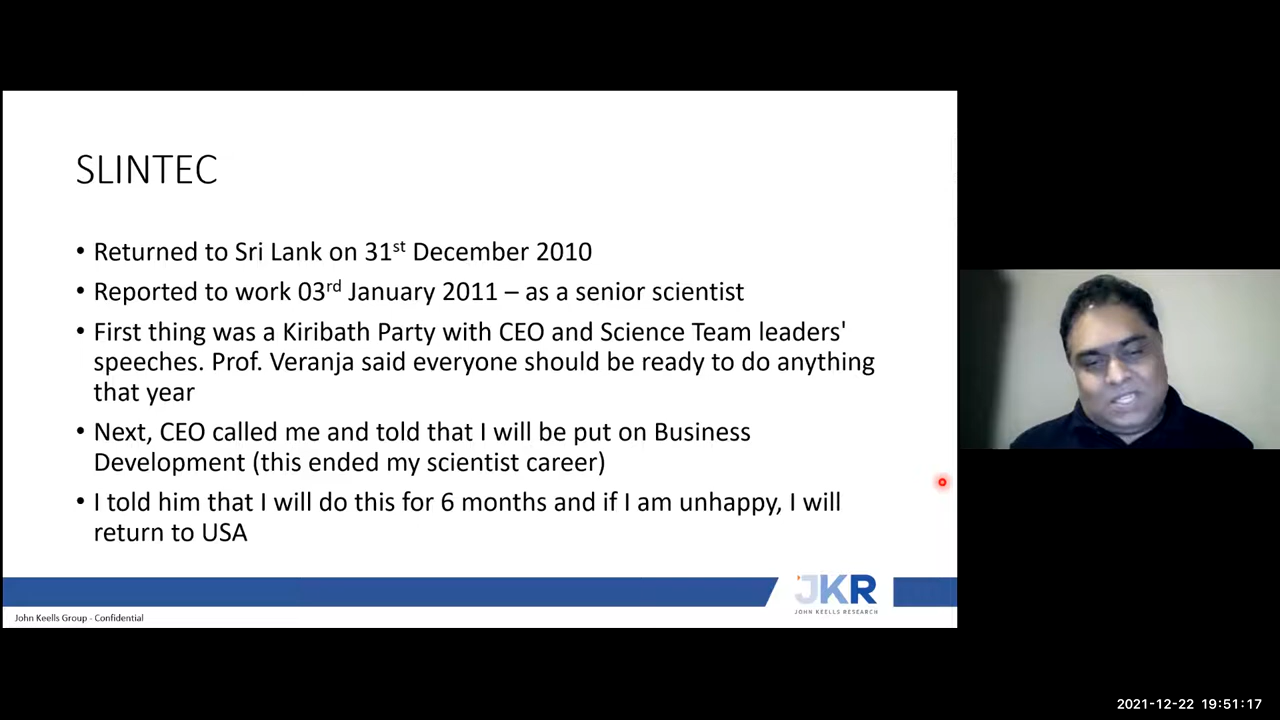 SLINTEC
• Returned to Sri Lank on 31st December 2010
• Reported to work 03rd January 2011 – as a senior scientist
• First thing was a Kiribath Party with CEO and Science Team leaders'
speeches. Prof. Veranja said everyone should be ready to do anything
that year
• Next, CEO called me and told that I will be put on Business
Development (this ended my scientist career)
• I told him that I will do this for 6 months and if I am unhappy, I will
return to USA
JKR
JOHN KEELLS RESEARCH
John Keells Group - Confidential
2021-12-22 19:51:17